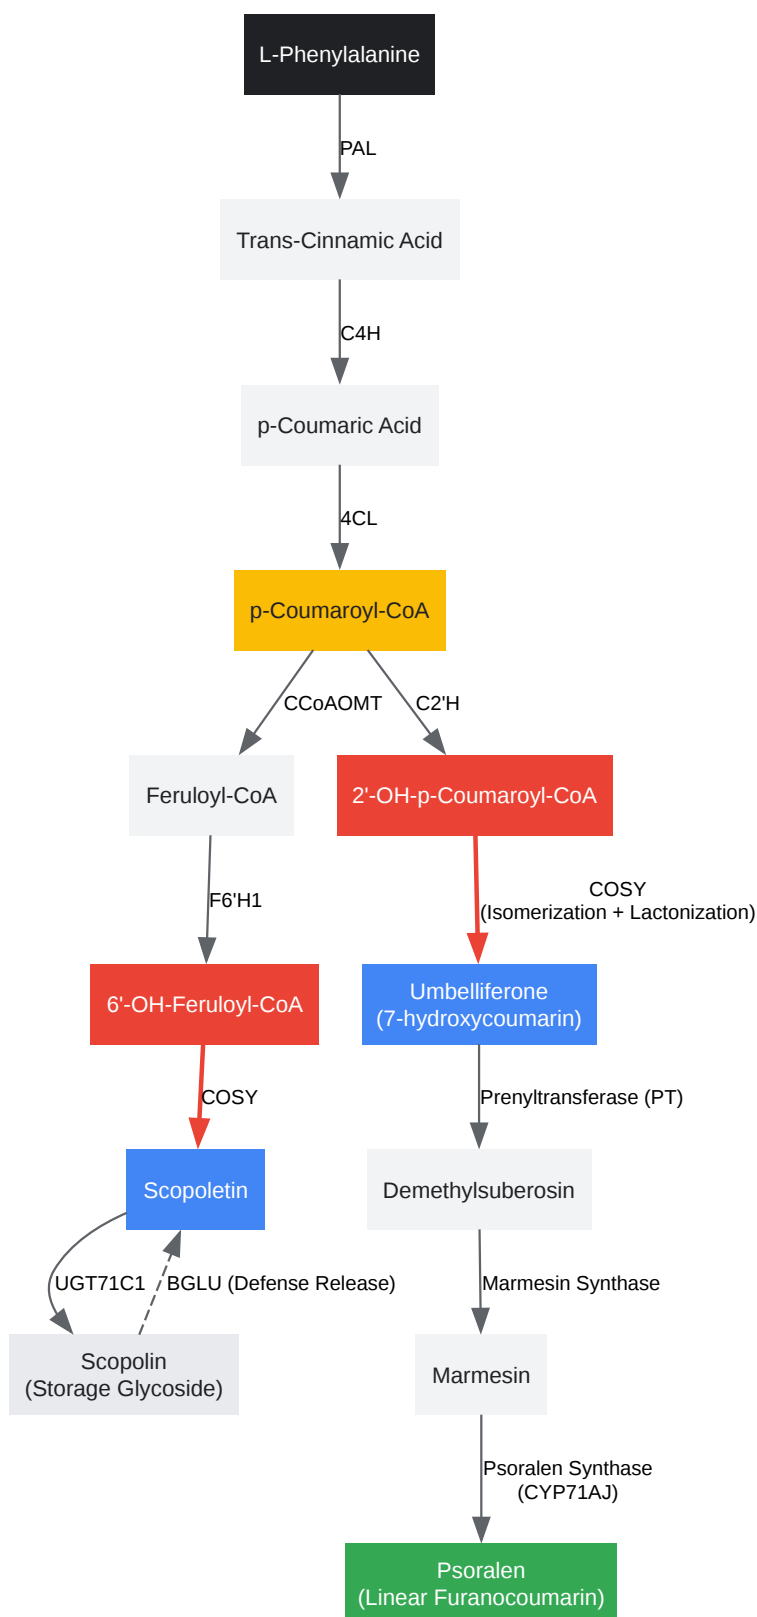 L-Phenylalanine
PAL
Trans-Cinnamic Acid
C4H
p-Coumaric Acid
4CL
p-Coumaroyl-CoA
CCoAOMT
C2'H
Feruloyl-CoA
2'-OH-p-Coumaroyl-CoA
F6'H1
COSY
(Isomerization + Lactonization)
6'-OH-Feruloyl-CoA
Umbelliferone
(7-hydroxycoumarin)
COSY
Prenyltransferase (PT)
Scopoletin
Demethylsuberosin
UGT71C1
BGLU (Defense Release)
Marmesin Synthase
Scopolin
(Storage Glycoside)
Marmesin
Psoralen Synthase
(CYP71AJ)
Psoralen
(Linear Furanocoumarin)